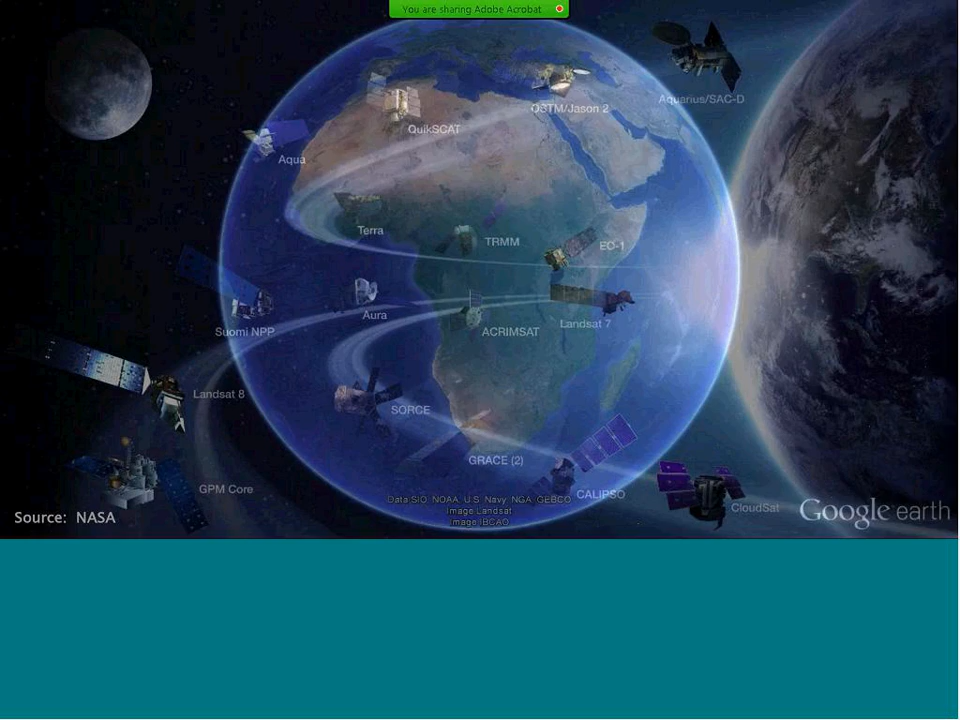 You are sharing Adobe Acrobat
Aquarius/SAC-D
OSTM/Jason 2
QuikSCAT
Aqua
Terra
TRMM
EO-1
Aura
Landsat 7
Suomi NPP
ACRIMSAT
Landsat 8
SORCE
GRACE (2)
GPM Core
CALIPSO
Data SIO, NOAA, U.S. Navy, NGA, GEBCO
CloudSat
Image Landsat
Google earth
Source: NASA
Image IBCAO